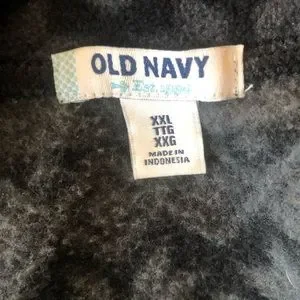 OLD NAVY
XXL
TTG
XXG
MADE IN
INDONESIA